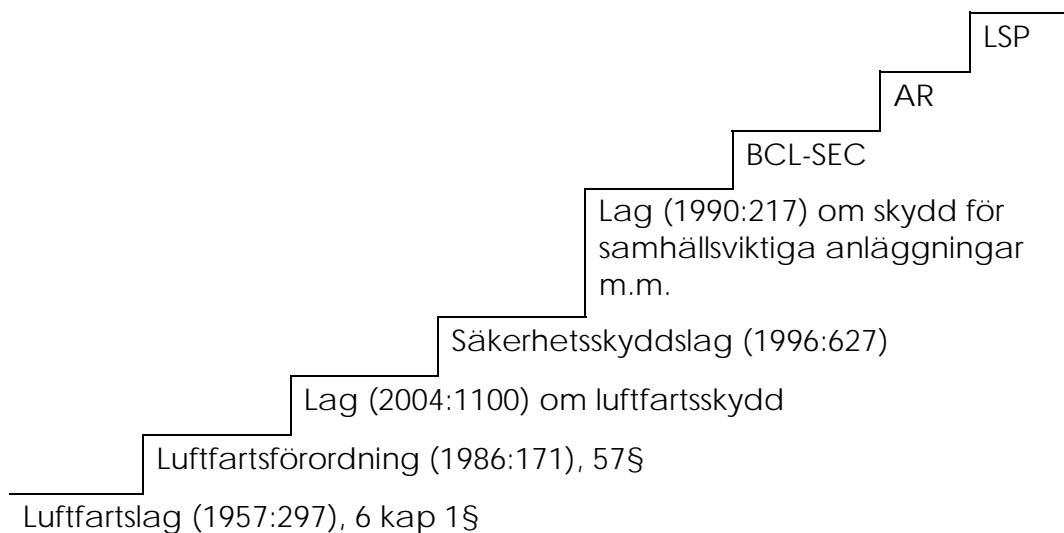 LSP
AR
BCL-SEC
Lag (1990:217) om skydd för
samhällsviktiga anläggningar
m.m.
Säkerhetsskyddslag (1996:627)
Lag (2004:1100) om luftfartsskydd
Luftfartsförordning (1986:171), 57§
Luftfartslag (1957:297), 6 kap 1§